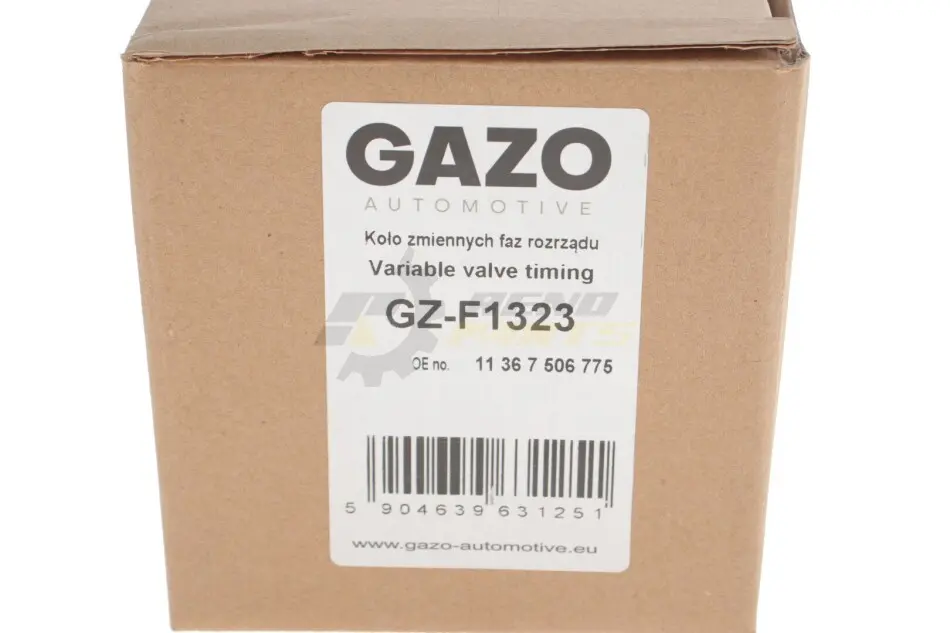 GAZO
AUTOMOTIVE
Koło zmiennych faz rozrządu
Variable valve timing
GZ-F1323
OE no. 11 36 7 506 775
5 904639 631251
www.gazo-automotive.eu